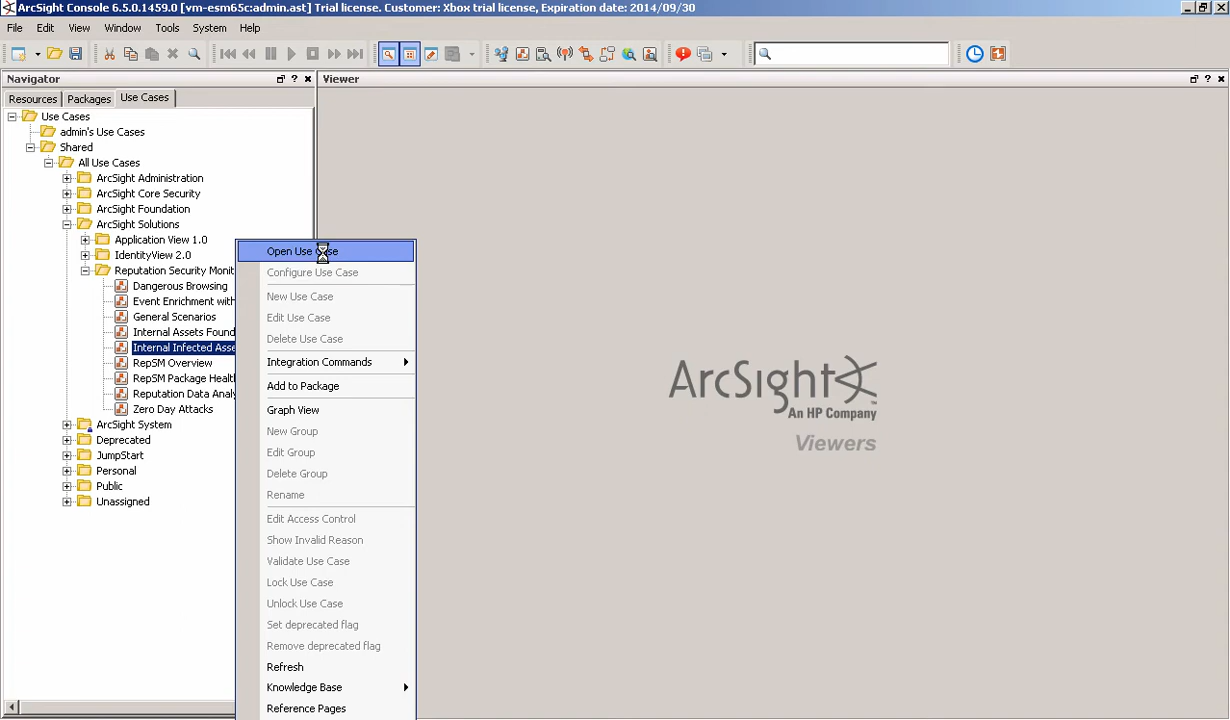 ArcSight Console 6.5.0.1459.0 [vm-esm65c:admin.ast] Trial license. Customer: Xbox trial license, Expiration date: 2014/09/30
File Edit View Window Tools System Help
Navigator
Viewer
Resources Packages Use Cases
Use Cases
admin's Use Cases
Shared
All Use Cases
ArcSight Administration
ArcSight Core Security
ArcSight Foundation
ArcSight Solutions
Application View 1.0
IdentityView 2.0
Reputation Security Monit
Dangerous Browsing
Event Enrichment with
General Scenarios
Internal Assets Found
Internal Infected Asse
RepSM Overview
RepSM Package Healt
Reputation Data Analy
Zero Day Attacks
ArcSight System
Deprecated
JumpStart
Personal
Public
Unassigned
Open Use Case
Configure Use Case
New Use Case
Edit Use Case
Delete Use Case
Integration Commands
Add to Package
Graph View
New Group
Edit Group
Delete Group
Rename
Edit Access Control
Show Invalid Reason
Validate Use Case
Lock Use Case
Unlock Use Case
Set deprecated flag
Remove deprecated flag
Refresh
Knowledge Base
Reference Pages
ArcSight
An HP Company
Viewers